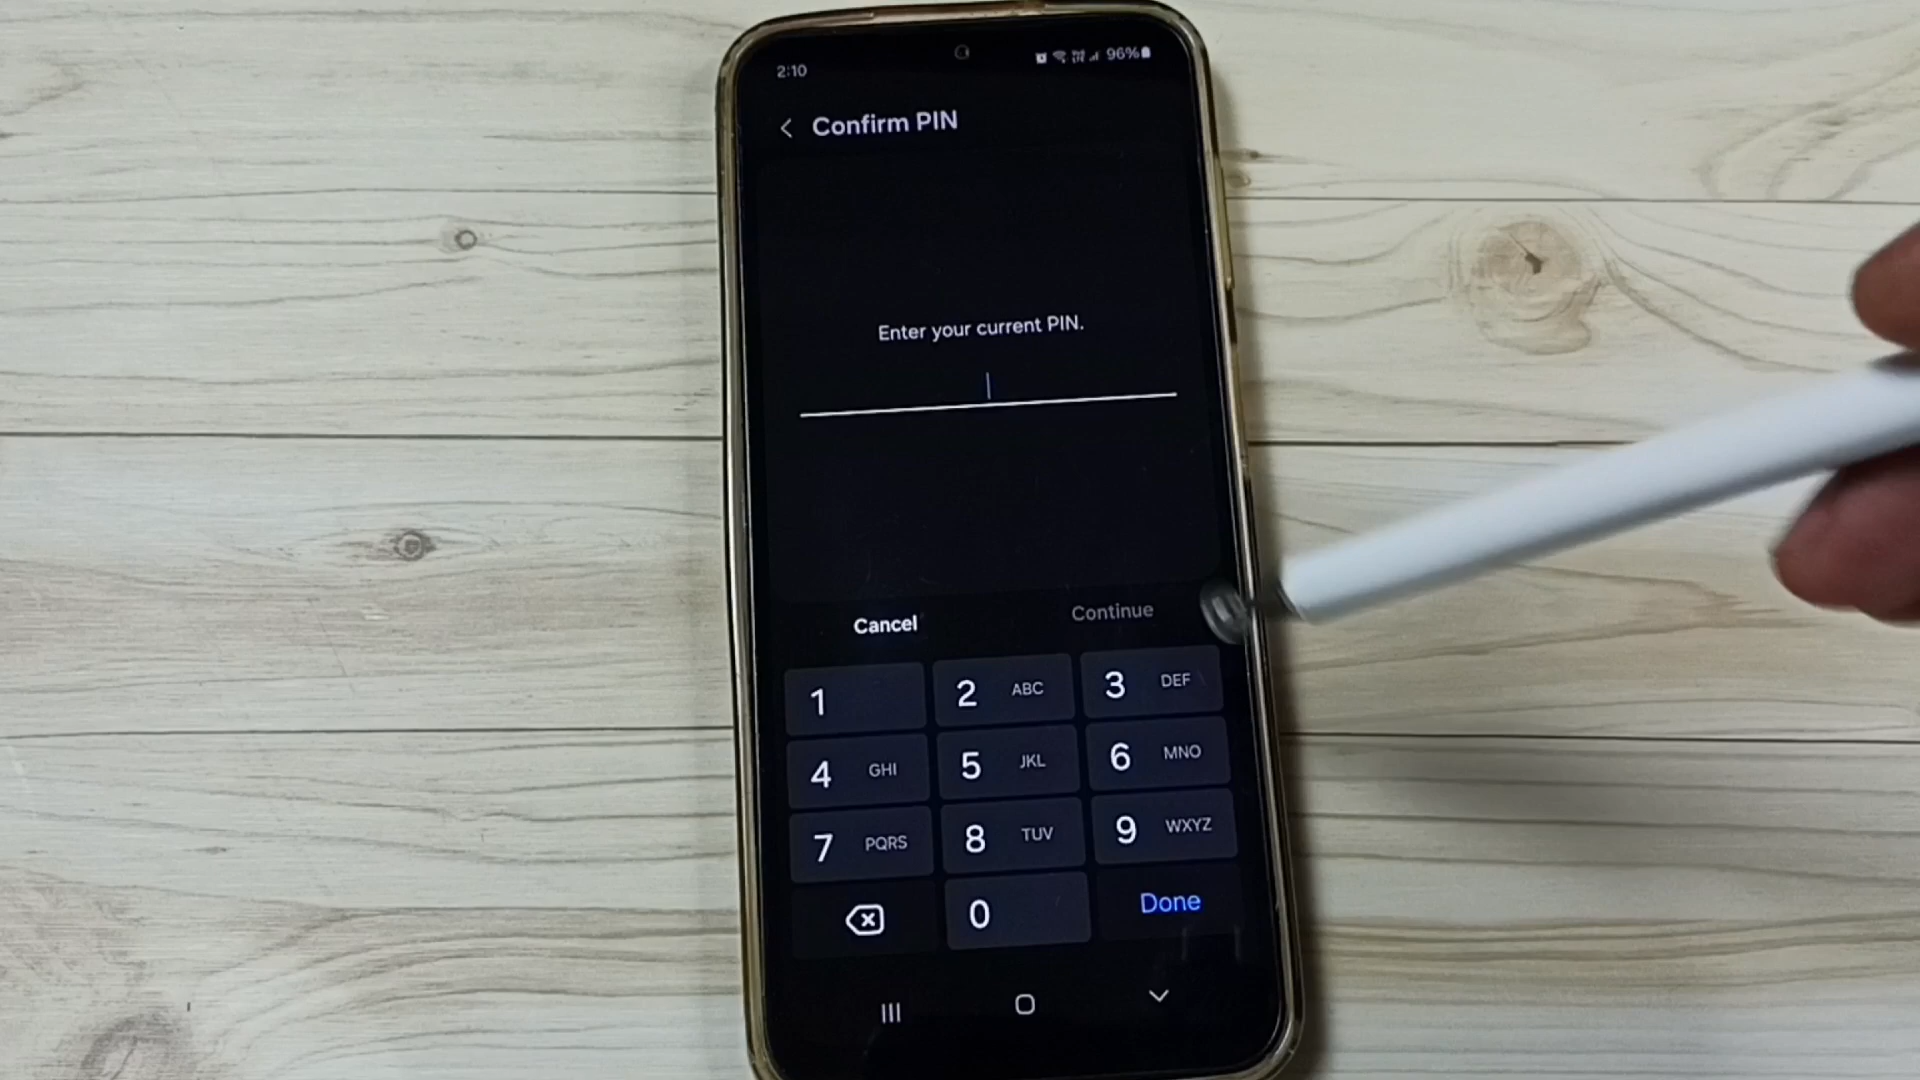 2:10 96%
Confirm PIN
Enter your current PIN.
Cancel Continue
1 2 ABC 3 DEF
4 GHI 5 JKL 6 MNO
7 PQRS 8 TUV 9 WXYZ
0 Done